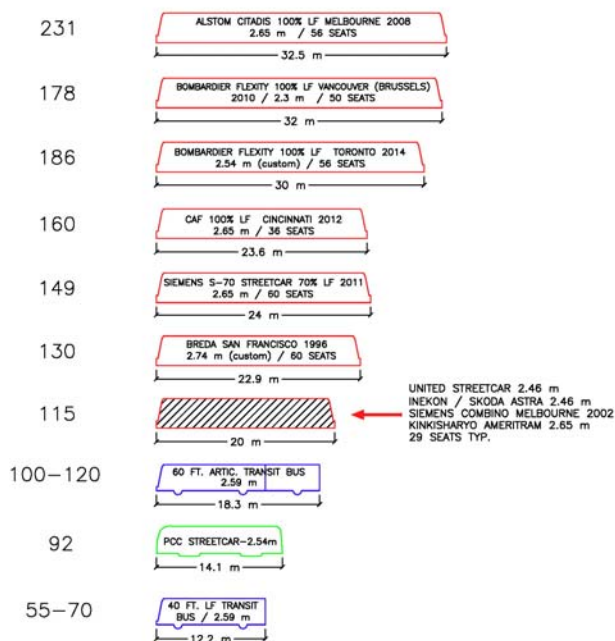 231
ALSTOM CITADIS 100% LF MELBOURNE 2008
2.65 m / 56 SEATS
32.5 m
178
BOMBARDIER FLEXITY 100% LF VANCOUVER (BRUSSELS)
2010 / 2.3 m / 50 SEATS
32 m
186
BOMBARDIER FLEXITY 100% LF TORONTO 2014
2.54 m (custom) / 56 SEATS
30 m
160
CAF 100% LF CINCINNATI 2012
2.65 m / 36 SEATS
23.6 m
149
SIEMENS S-70 STREETCAR 70% LF 2011
2.65 m / 60 SEATS
24 m
130
BREDA SAN FRANCISCO 1996
2.74 m (custom) / 60 SEATS
22.9 m
115
20 m
UNITED STREETCAR 2.46 m
INEKON / SKODA ASTRA 2.46 m
SIEMENS COMBINO MELBOURNE 2002
KINKISHARYO AMERITRAM 2.65 m
29 SEATS TYP.
100-120
60 FT. ARTIC. TRANSIT BUS
2.59 m
18.3 m
92
PCC STREETCAR-2.54m
14.1 m
55-70
40 FT. LF TRANSIT
BUS / 2.59 m
12.2 m